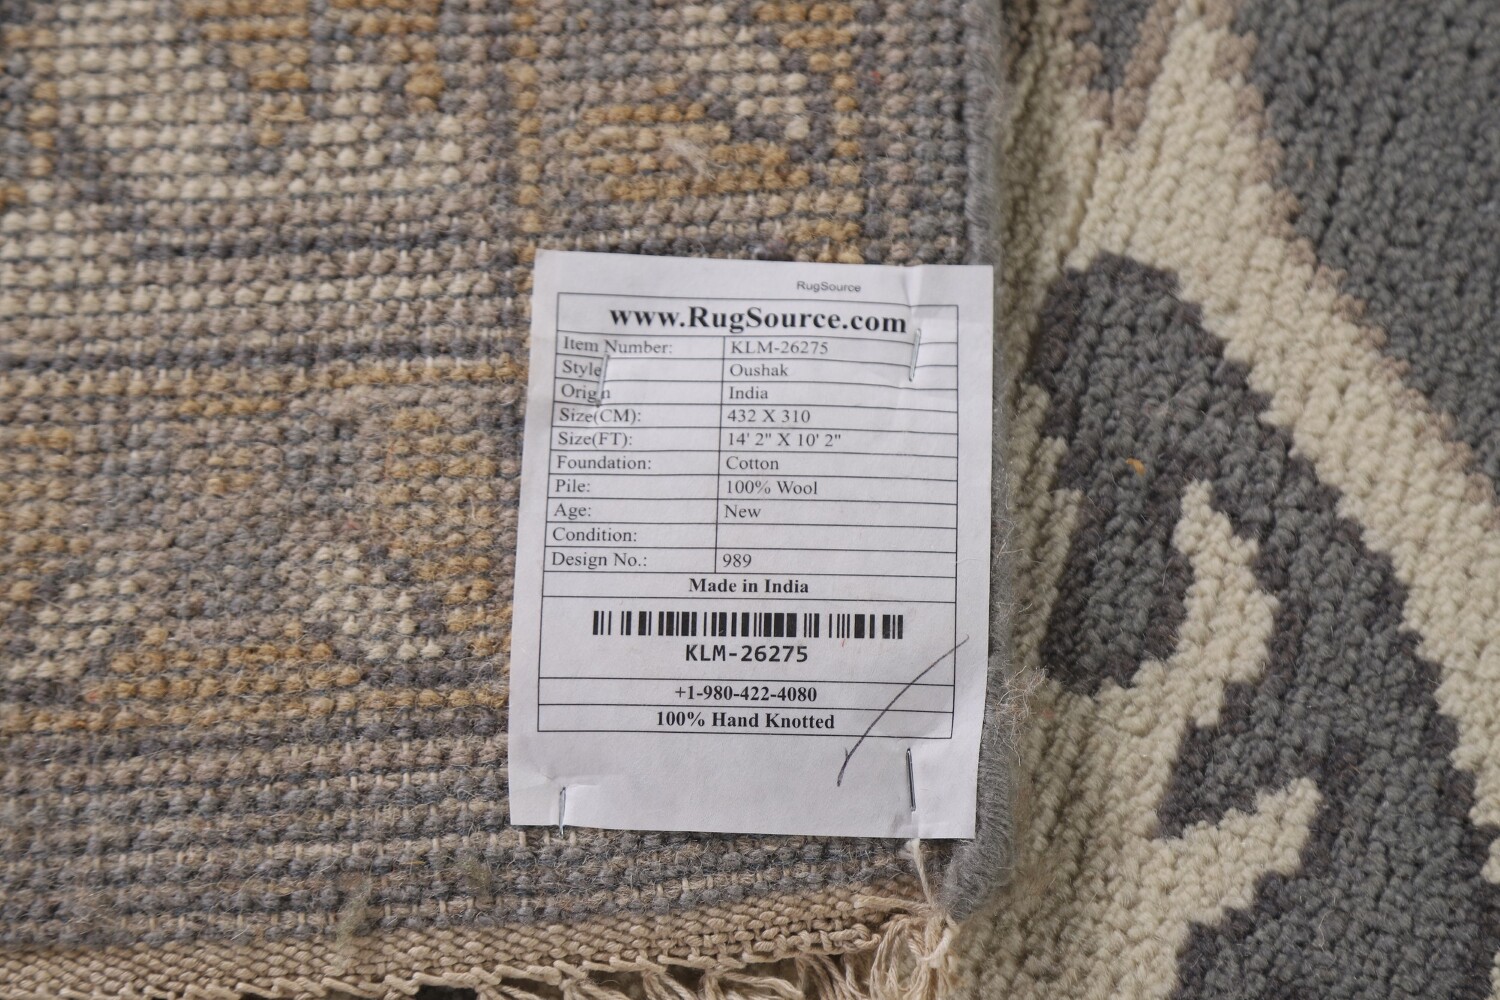 RugSource
www.RugSource.com
Item Number: KLM-26275
Style Oushak
Origin India
Size(CM): 432 X 310
Size(FT): 14' 2" X 10' 2"
Foundation: Cotton
Pile: 100% Wool
Age: New
Condition:
Design No.: 989
Made in India
KLM-26275
+1-980-422-4080
100% Hand Knotted